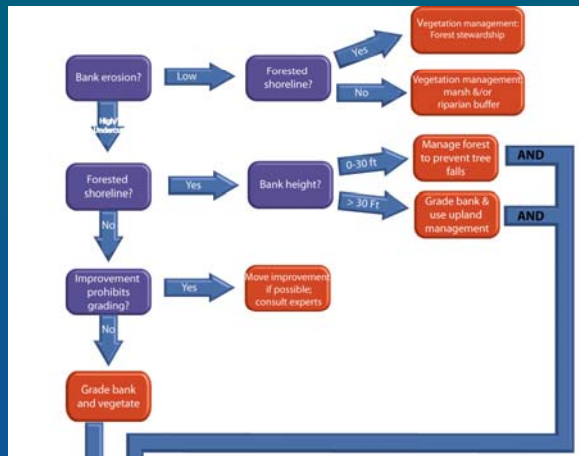 Vegetation management:
Forest stewardship
Yes
Bank erosion?
Low
Forested
shoreline?
No
Vegetation management:
marsh &/or
riparian buffer
High/
Undercut
Manage forest
to prevent tree
falls
AND
0-30 ft
Forested
shoreline?
Yes
Bank height?
> 30 Ft
Grade bank &
use upland
management
AND
No
Improvement
prohibits
grading?
Yes
Move improvement
if possible;
consult experts
No
Grade bank
and vegetate